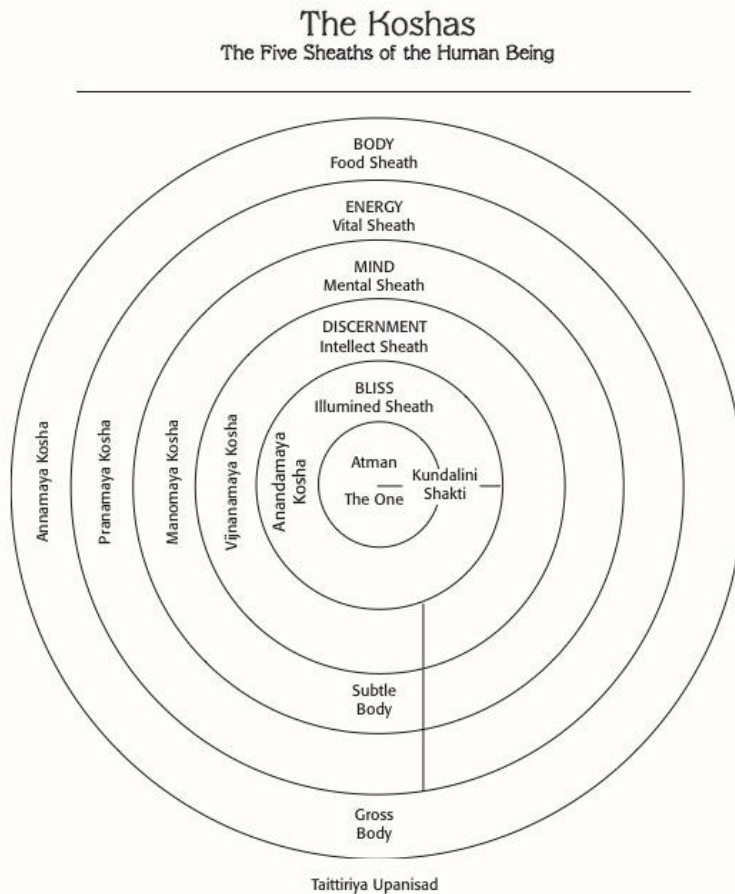 The Koshas
The Five Sheaths of the Human Being
BODY
Food Sheath
ENERGY
Vital Sheath
MIND
Mental Sheath
DISCERNMENT
Intellect Sheath
BLISS
Illumined Sheath
Annamaya Kosha
Pranamaya Kosha
Manomaya Kosha
Vijnanamaya Kosha
Anandamaya
Kosha
Atman
The One
Kundalini
Shakti
Subtle
Body
Gross
Body
Taittiriya Upanisad